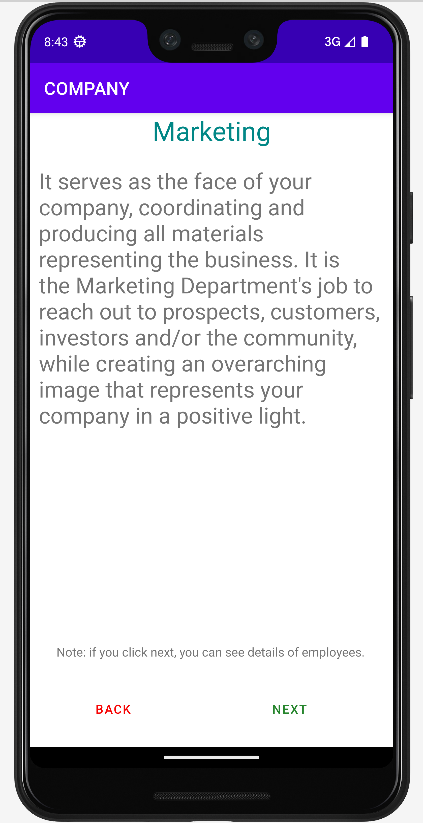 8:43
3G
COMPANY
Marketing
It serves as the face of your
company, coordinating and
producing all materials
representing the business. It is
the Marketing Department's job to
reach out to prospects, customers,
investors and/or the community,
while creating an overarching
image that represents your
company in a positive light.
Note: if you click next, you can see details of employees.
BACK
NEXT